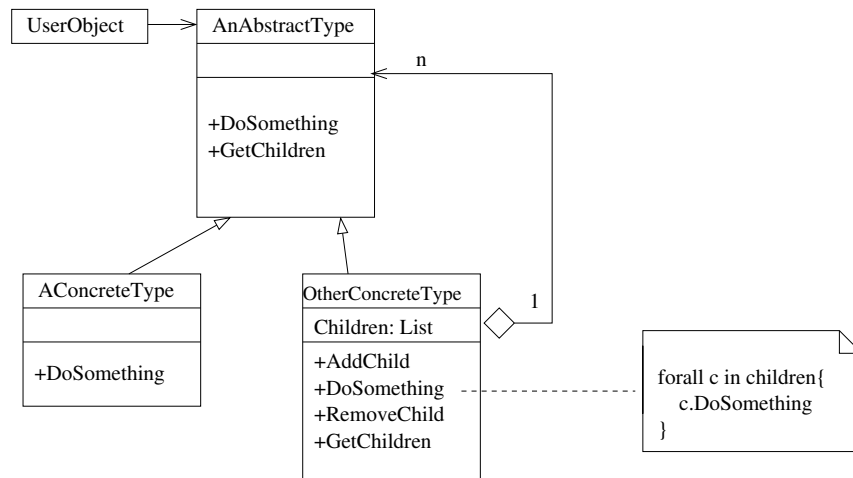 UserObject
AnAbstractType
n
+DoSomething
+GetChildren
AConcreteType
+DoSomething
OtherConcreteType
Children: List
1
+AddChild
+DoSomething
+RemoveChild
+GetChildren
forall c in children{
c.DoSomething
}